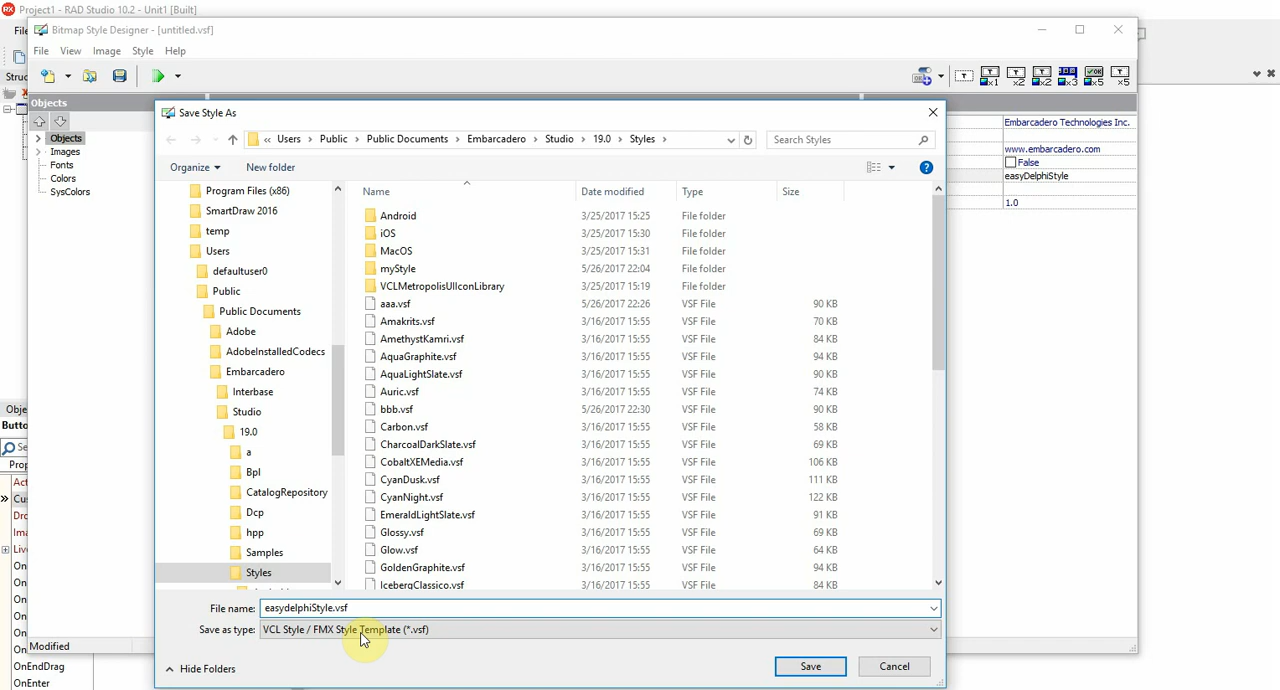 Project1 - RAD Studio 10.2 - Unit1 [Built]
Bitmap Style Designer - [untitled.vsf]
File View Image Style Help
T T T T OK T
x1 x2 x2 x3 x5 x5
Objects
Objects
Images
Fonts
Colors
SysColors
Embarcadero Technologies Inc.
www.embarcadero.com
False
easyDelphiStyle
1.0
Save Style As
« Users › Public › Public Documents › Embarcadero › Studio › 19.0 › Styles ›
Search Styles
Organize New folder
Program Files (x86)
SmartDraw 2016
temp
Users
defaultuser0
Public
Public Documents
Adobe
AdobeInstalledCodecs
Embarcadero
Interbase
Studio
19.0
a
Bpl
CatalogRepository
Dcp
hpp
Samples
Styles
Name Date modified Type Size
Android 3/25/2017 15:25 File folder
iOS 3/25/2017 15:30 File folder
MacOS 3/25/2017 15:31 File folder
myStyle 5/26/2017 22:04 File folder
VCLMetropolisUIIconLibrary 3/25/2017 15:19 File folder
aaa.vsf 5/26/2017 22:26 VSF File 90 KB
Amakrits.vsf 3/16/2017 15:55 VSF File 70 KB
AmethystKamri.vsf 3/16/2017 15:55 VSF File 84 KB
AquaGraphite.vsf 3/16/2017 15:55 VSF File 94 KB
AquaLightSlate.vsf 3/16/2017 15:55 VSF File 90 KB
Auric.vsf 3/16/2017 15:55 VSF File 74 KB
bbb.vsf 5/26/2017 22:30 VSF File 90 KB
Carbon.vsf 3/16/2017 15:55 VSF File 58 KB
CharcoalDarkSlate.vsf 3/16/2017 15:55 VSF File 69 KB
CobaltXEMedia.vsf 3/16/2017 15:55 VSF File 106 KB
CyanDusk.vsf 3/16/2017 15:55 VSF File 111 KB
CyanNight.vsf 3/16/2017 15:55 VSF File 122 KB
EmeraldLightSlate.vsf 3/16/2017 15:55 VSF File 91 KB
Glossy.vsf 3/16/2017 15:55 VSF File 69 KB
Glow.vsf 3/16/2017 15:55 VSF File 64 KB
GoldenGraphite.vsf 3/16/2017 15:55 VSF File 94 KB
IcebergClassico.vsf 3/16/2017 15:55 VSF File 84 KB
File name: easydelphiStyle.vsf
Save as type: VCL Style / FMX Style Template (*.vsf)
Hide Folders
Save Cancel
Modified
OnEndDrag
OnEnter